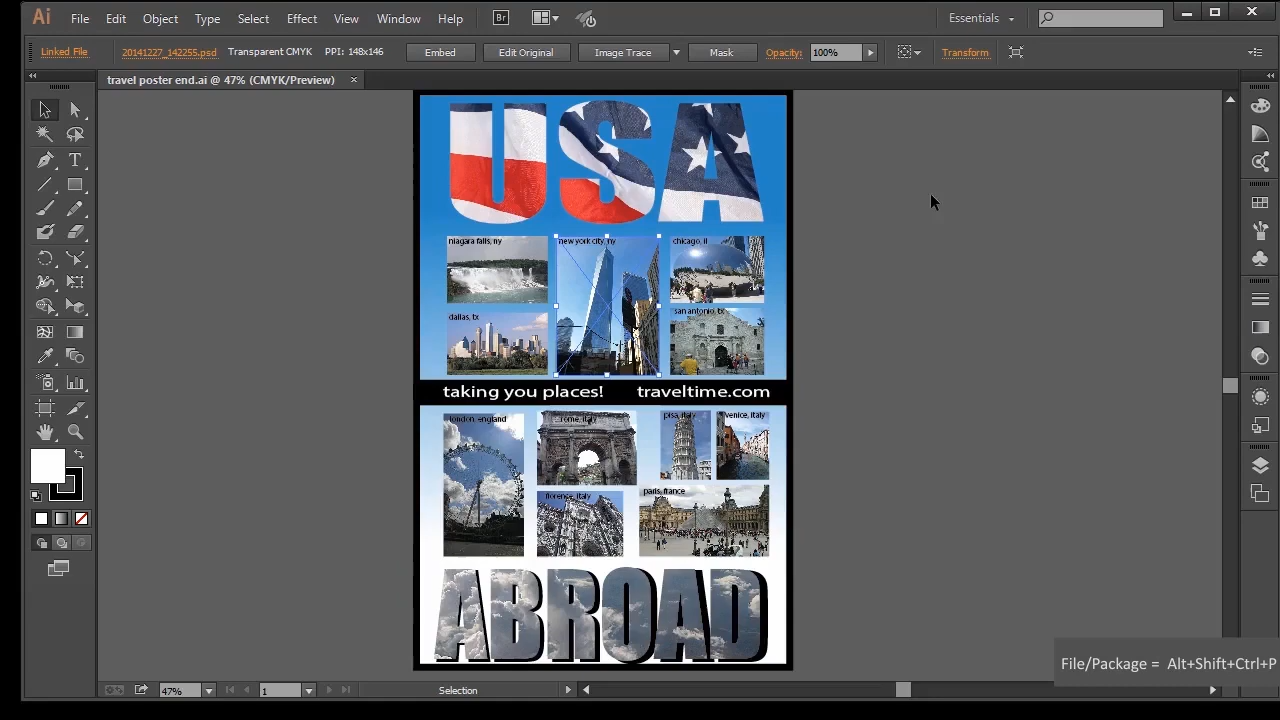 Ai File Edit Object Type Select Effect View Window Help Br Essentials
Linked File 20141227_142255.psd Transparent CMYK PPI: 148x146 Embed Edit Original Image Trace Mask Opacity: 100% Transform
travel poster end.ai @ 47% (CMYK/Preview)
USA
niagara falls, ny new york city, ny chicago, il
dallas, tx san antonio, tx
taking you places! traveltime.com
london, england rome, italy pisa, italy venice, italy
florence, italy paris, france
ABROAD
File/Package = Alt+Shift+Ctrl+P
47% 1 Selection